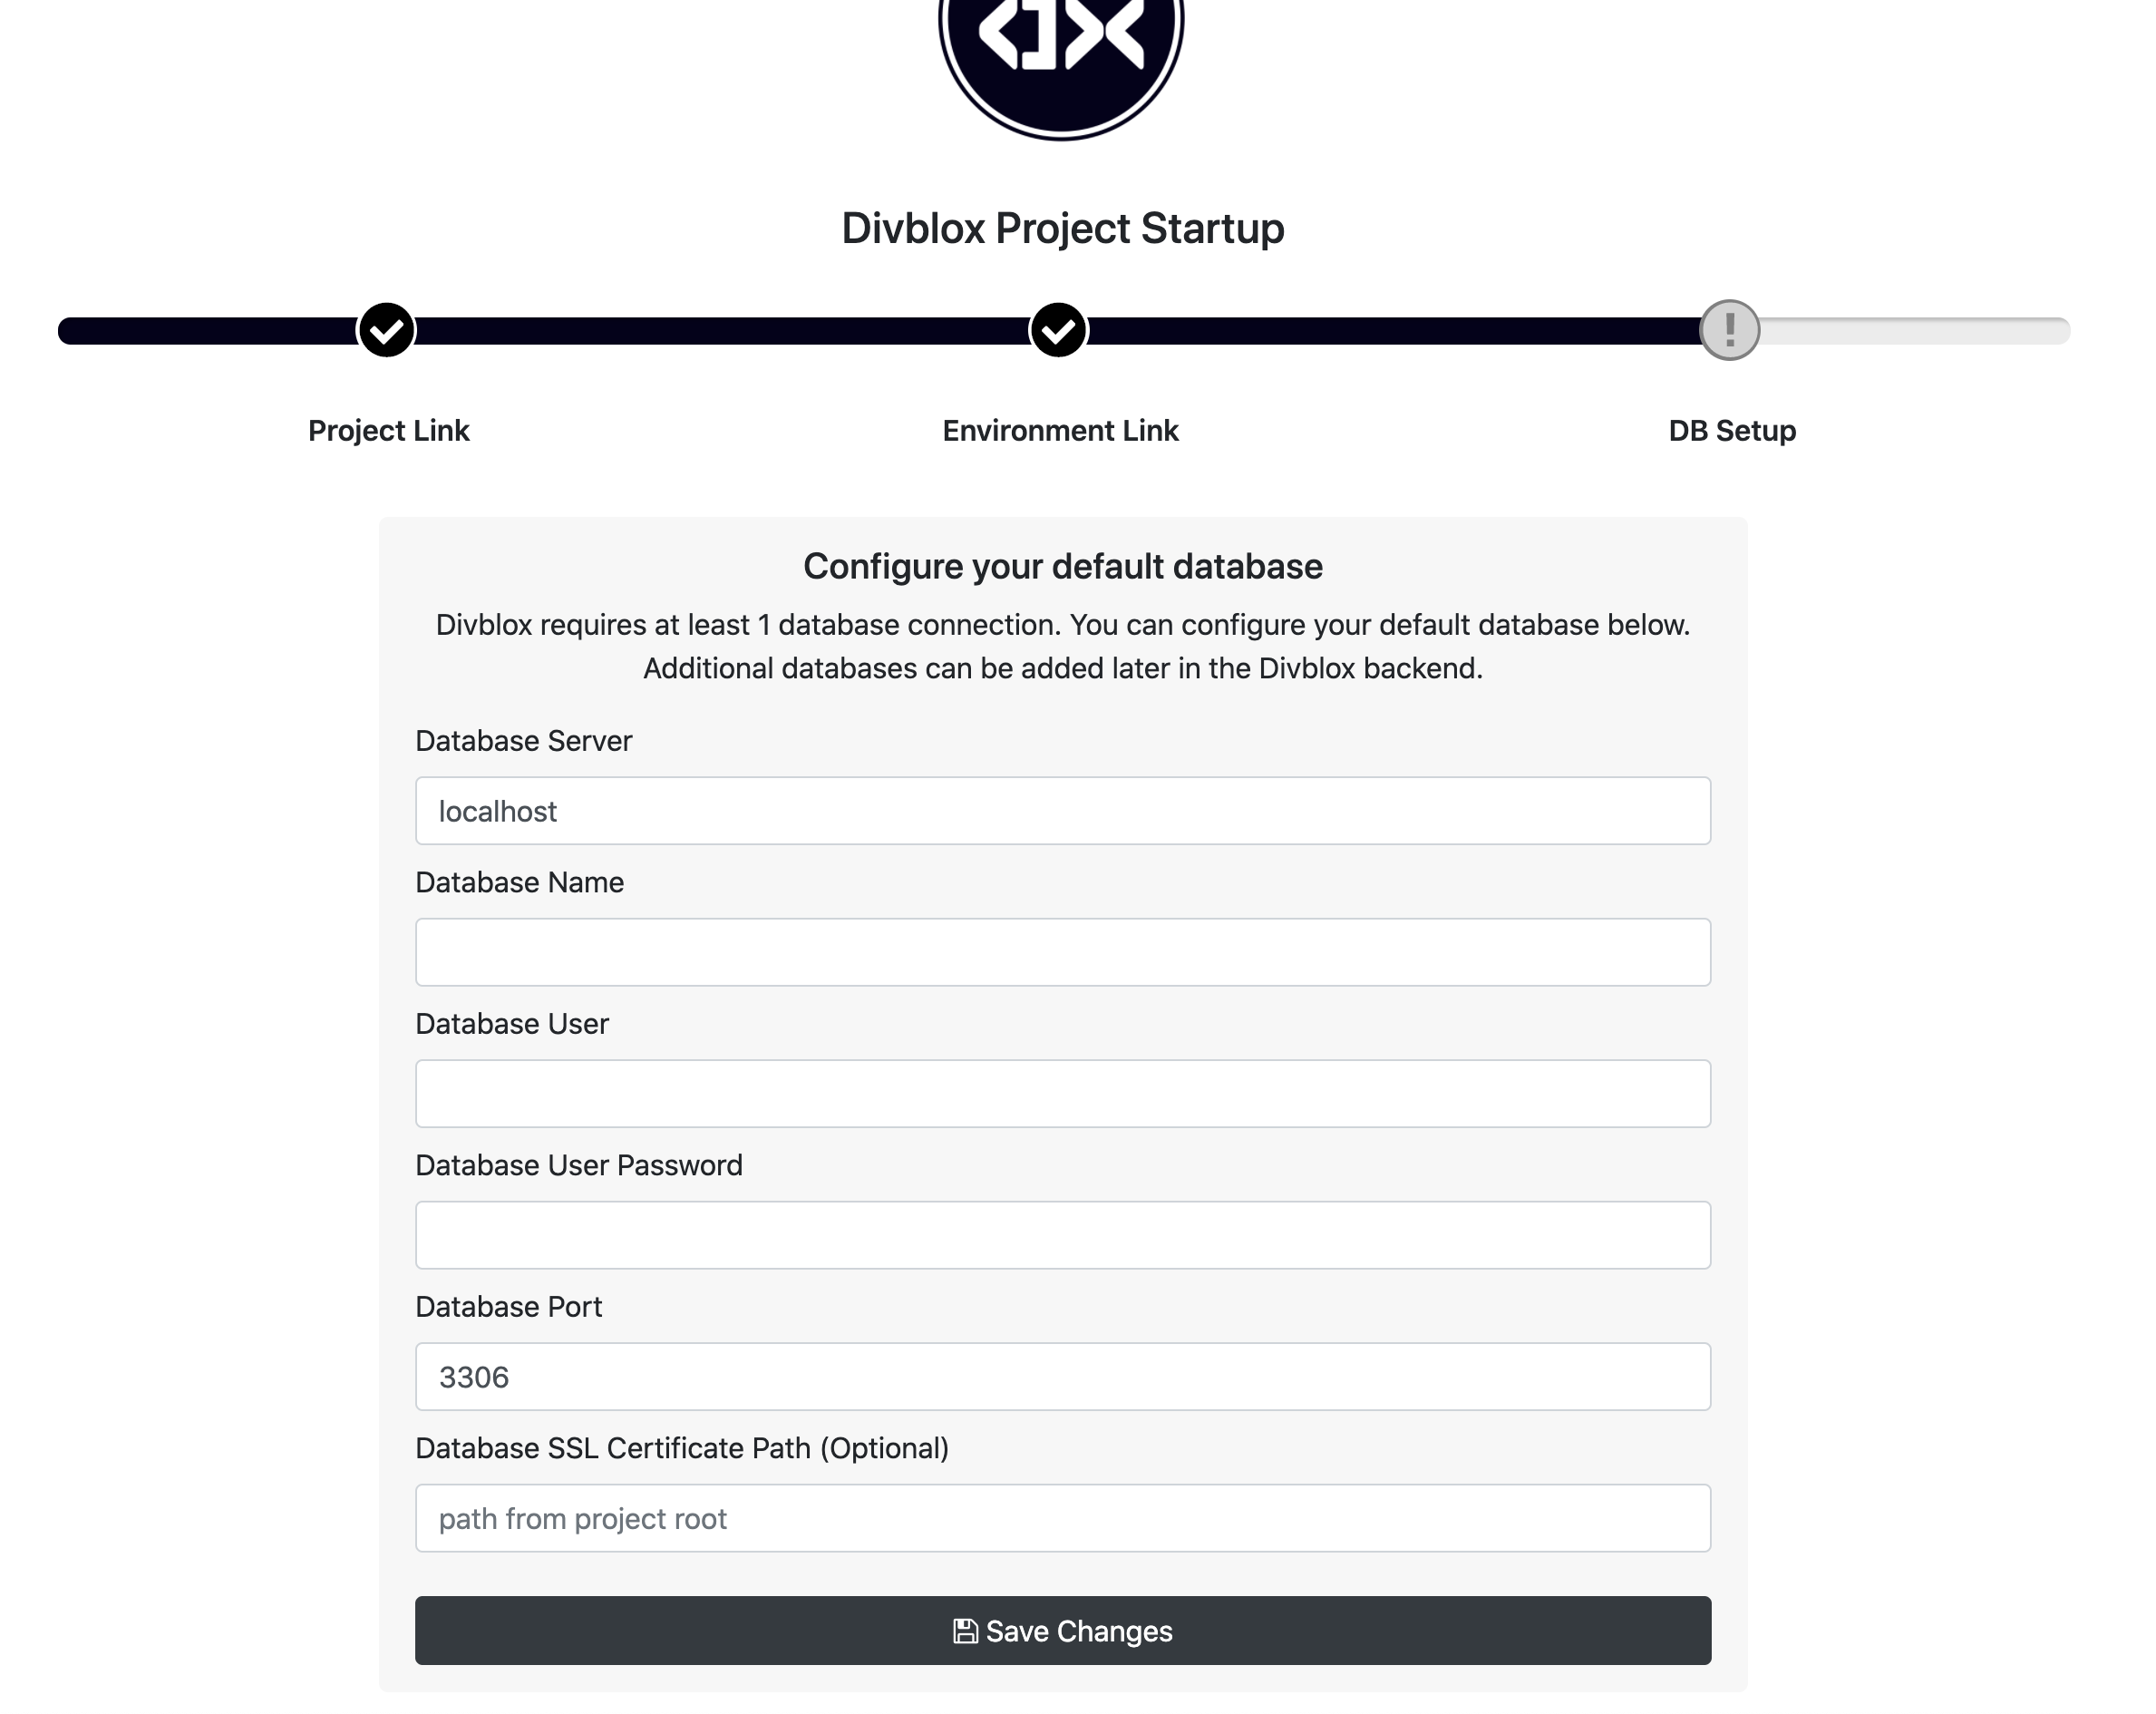 Divblox Project Startup
Project Link
Environment Link
DB Setup
Configure your default database
Divblox requires at least 1 database connection. You can configure your default database below.
Additional databases can be added later in the Divblox backend.
Database Server
localhost
Database Name
Database User
Database User Password
Database Port
3306
Database SSL Certificate Path (Optional)
path from project root
Save Changes